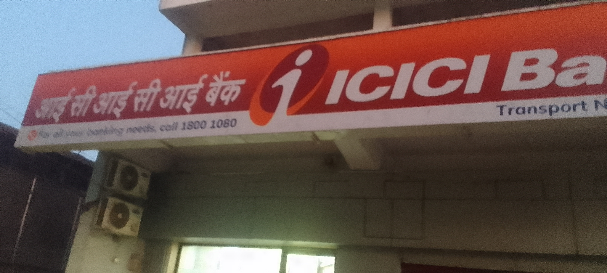 आई सी आई सी आई बैंक
ICICI Ba
For all your banking needs, call 1800 1080
Transport N